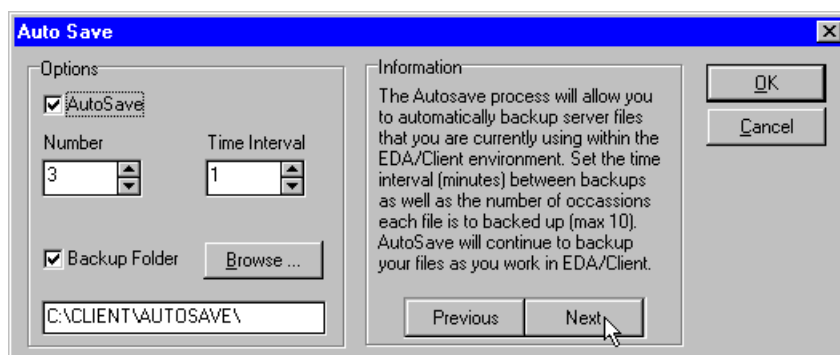 Auto Save
Options
AutoSave
Number
Time Interval
3
1
Backup Folder
Browse ...
C:\CLIENT\AUTOSAVE\
Information
The Autosave process will allow you
to automatically backup server files
that you are currently using within the
EDA/Client environment. Set the time
interval (minutes) between backups
as well as the number of occassions
each file is to backed up (max 10).
AutoSave will continue to backup
your files as you work in EDA/Client.
Previous
Next
OK
Cancel